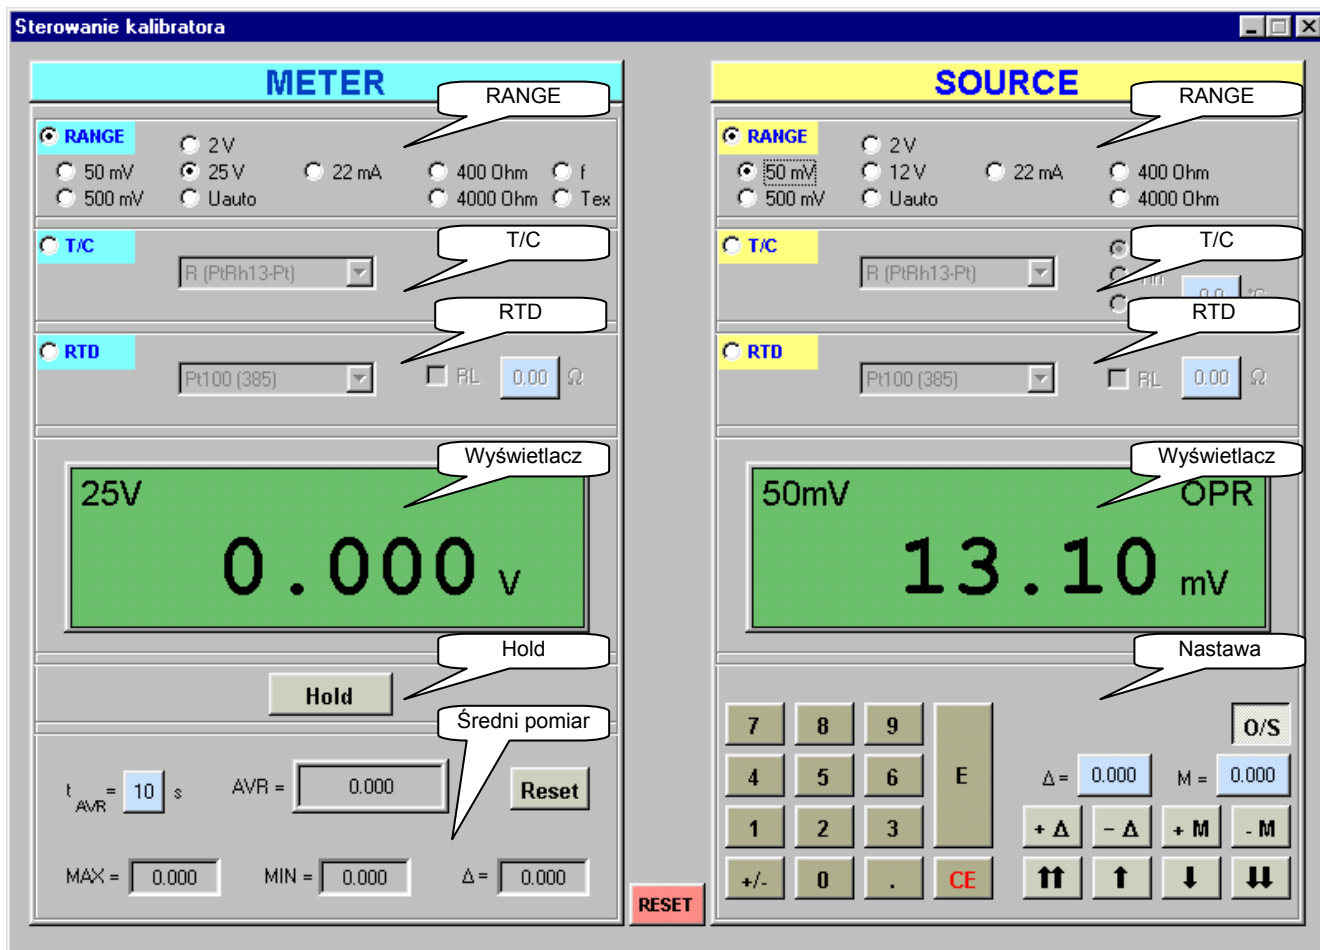 Sterowanie kalibratora
METER
RANGE
RANGE
2 V
50 mV
25 V
22 mA
400 Ohm
f
500 mV
Uauto
4000 Ohm
Tex
T/C
T/C
R (PtRh13-Pt)
RTD
RTD
Pt100 (385)
RL
0.00
Ω
Wyświetlacz
25V
0.000 V
Hold
Hold
Średni pomiar
t AVR = 10 s
AVR = 0.000
Reset
MAX = 0.000
MIN = 0.000
Δ = 0.000
RESET
SOURCE
RANGE
RANGE
2 V
50 mV
12 V
22 mA
400 Ohm
500 mV
Uauto
4000 Ohm
T/C
T/C
R (PtRh13-Pt)
RTD
RTD
Pt100 (385)
RL
0.00
Ω
Wyświetlacz
50mV
OPR
13.10 mV
Nastawa
7 8 9
O/S
4 5 6 E
Δ = 0.000
M = 0.000
1 2 3
+ Δ − Δ + M - M
+/- 0 . CE